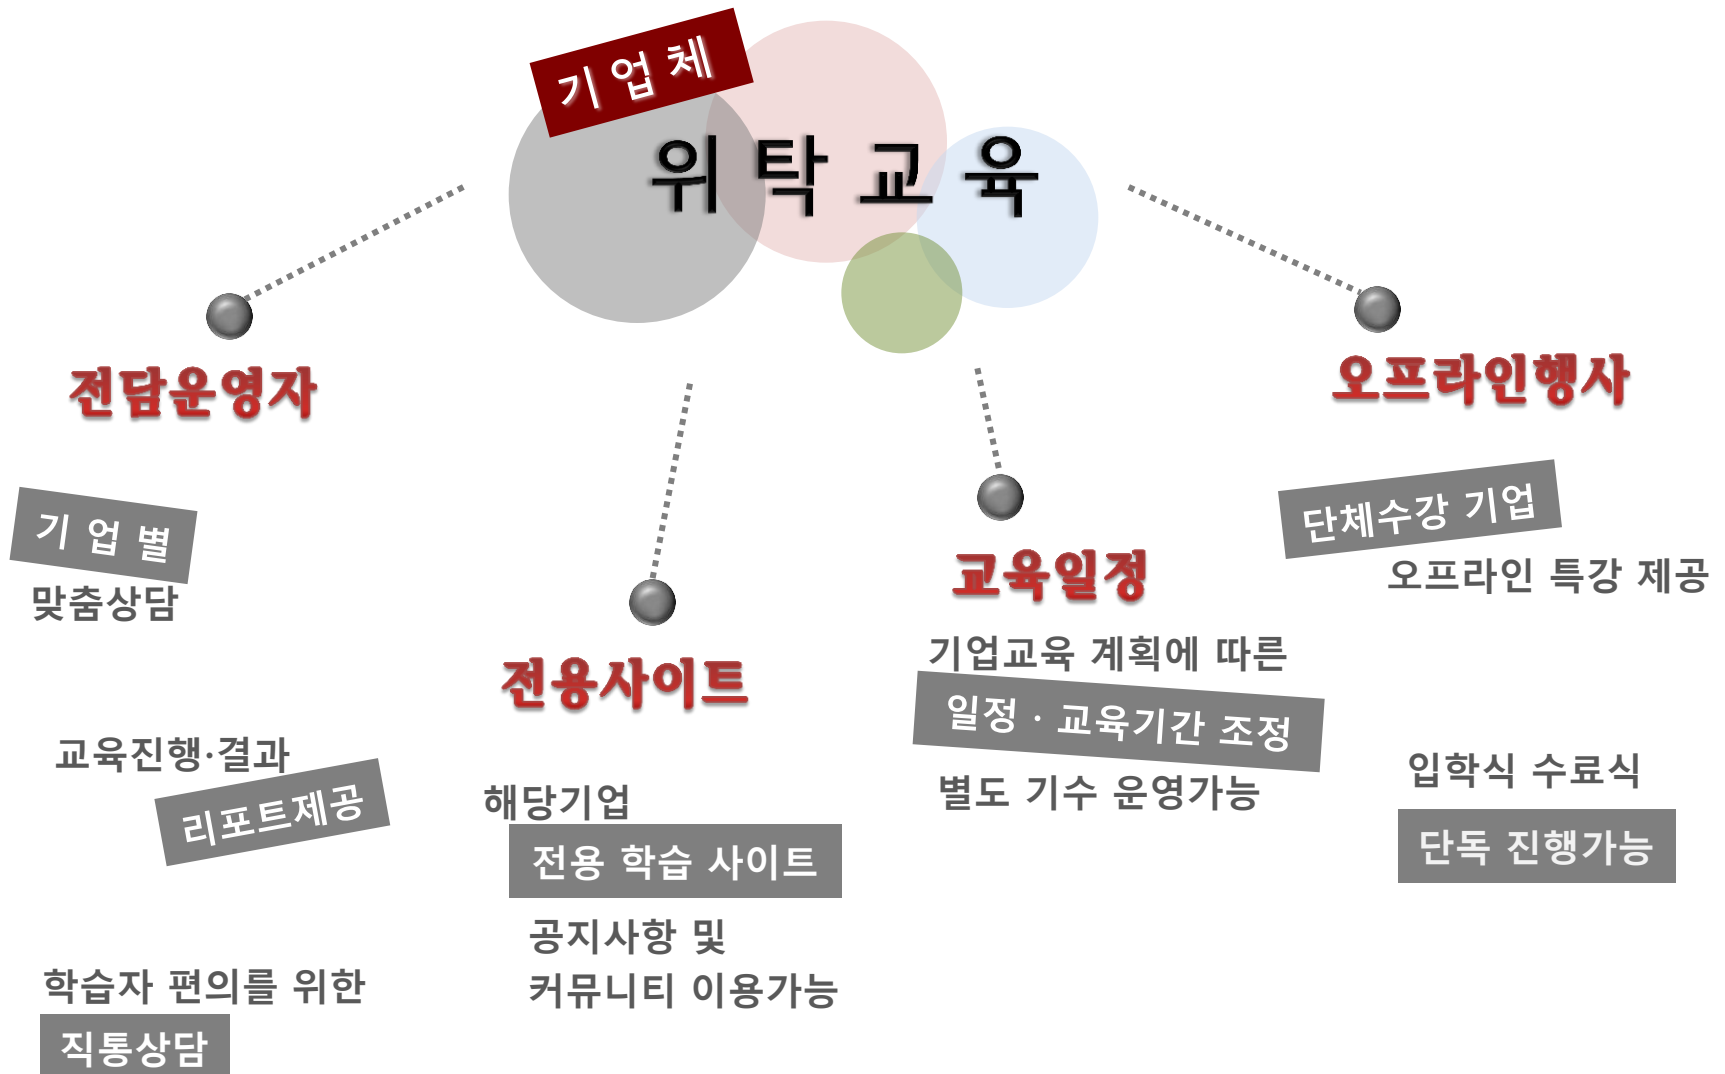 기 업 체
위 탁 교 육
전담운영자
기 업 별
맞춤상담
교육진행·결과
리포트제공
학습자 편의를 위한
직통상담
전용사이트
해당기업
전용 학습 사이트
공지사항 및
커뮤니티 이용가능
교육일정
기업교육 계획에 따른
일정 · 교육기간 조정
별도 기수 운영가능
오프라인행사
단체수강 기업
오프라인 특강 제공
입학식 수료식
단독 진행가능